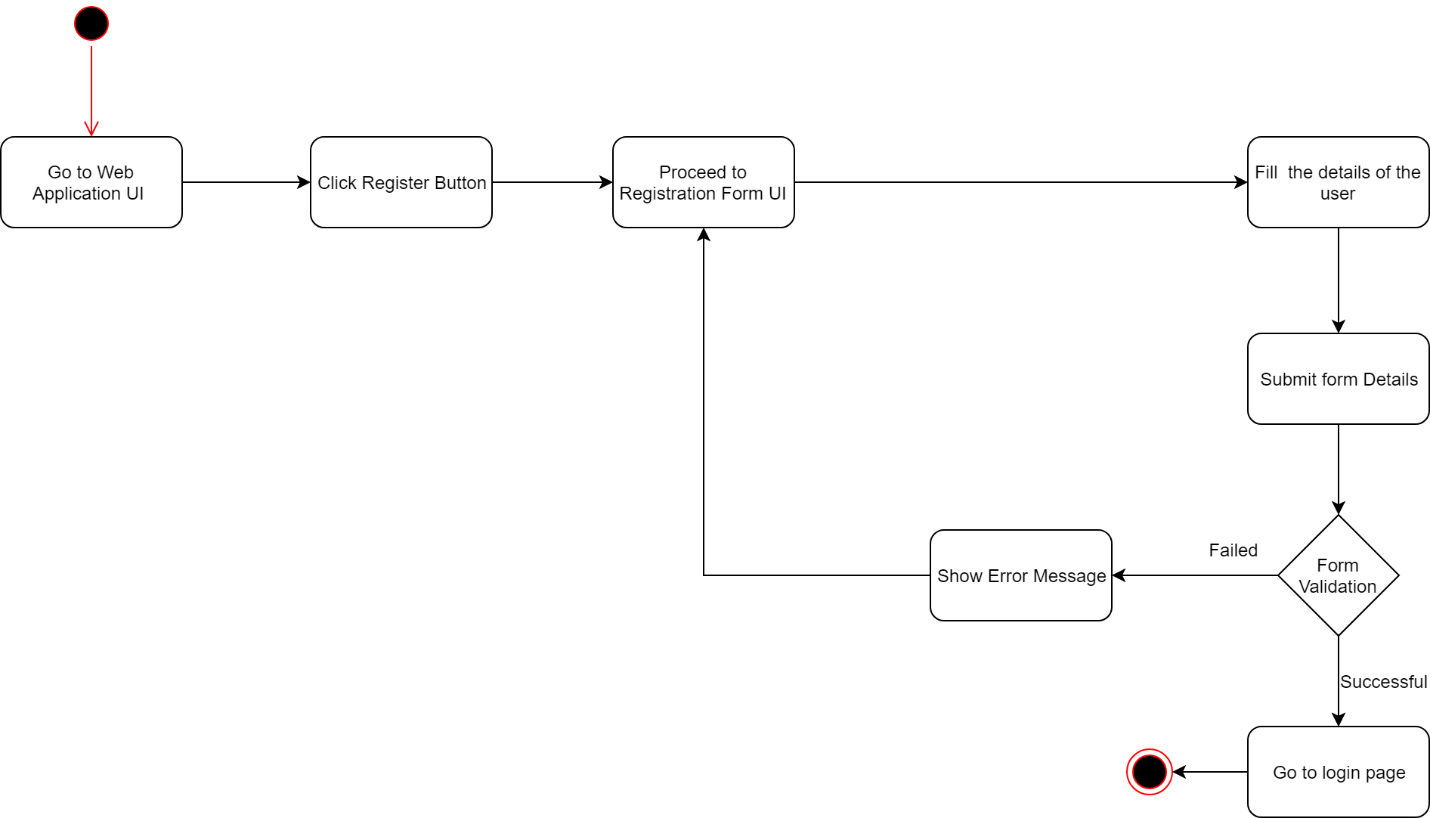 Go to Web
Application UI
Click Register Button
Proceed to
Registration Form UI
Fill  the details of the
user
Submit form Details
Failed
Form
Validation
Show Error Message
Successful
Go to login page